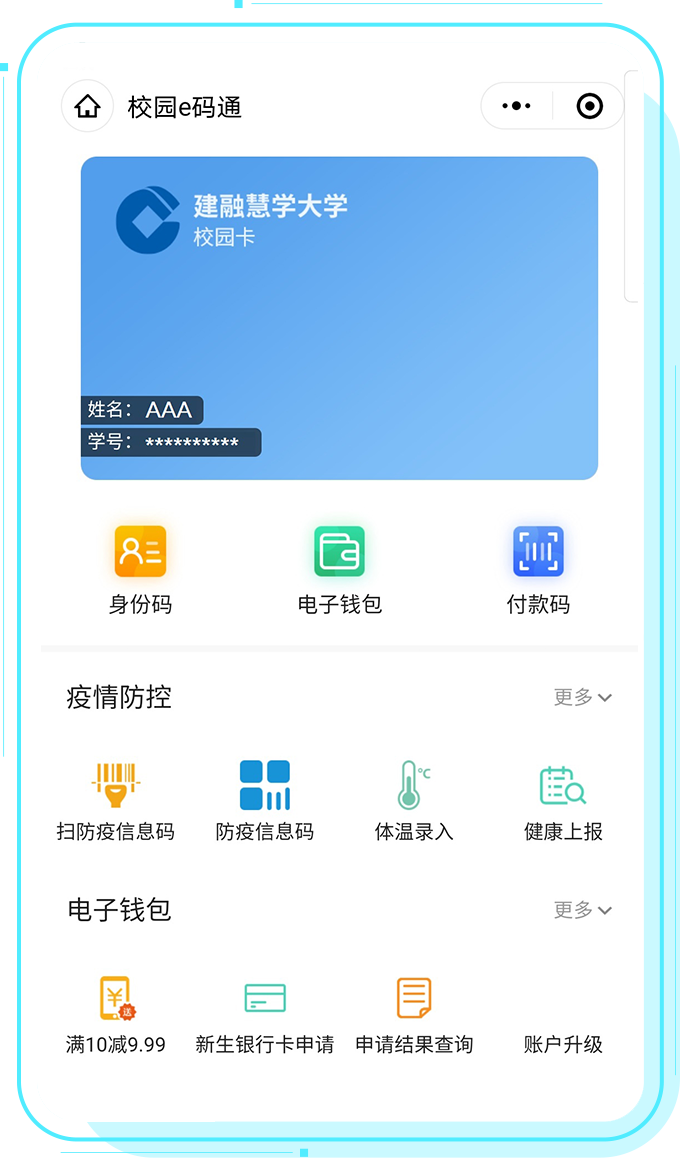 校园e码通
建融慧学大学
校园卡
姓名: AAA
学号: **********
身份码
电子钱包
付款码
疫情防控
更多
℃
扫防疫信息码
防疫信息码
体温录入
健康上报
电子钱包
更多
¥
送
满10减9.99
新生银行卡申请
申请结果查询
账户升级